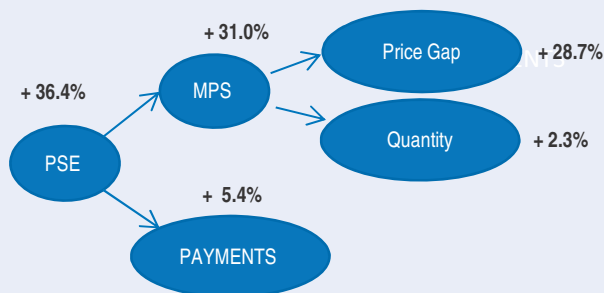 + 31.0%
Price Gap
+ 28.7%
+ 36.4%
MPS
Quantity
+ 2.3%
PSE
+ 5.4%
PAYMENTS